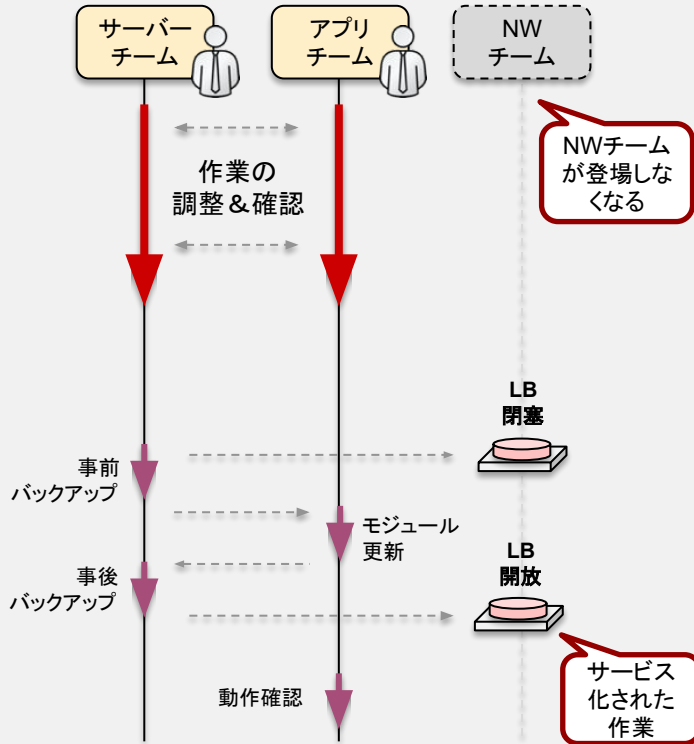 サーバー
チーム
アプリ
チーム
NW
チーム
NWチーム
が登場しな
くなる
作業の
調整＆確認
LB
閉塞
事前
バックアップ
モジュール
更新
LB
開放
事後
バックアップ
動作確認
サービス
化された
作業